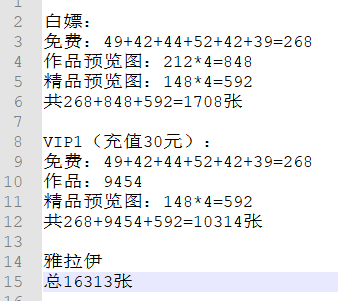 1
2 白嫖：
3 免费：49+42+44+52+42+39=268
4 作品预览图：212*4=848
5 精品预览图：148*4=592
6 共268+848+592=1708张
7
8 VIP1（充值30元）：
9 免费：49+42+44+52+42+39=268
10 作品：9454
11 精品预览图：148*4=592
12 共268+9454+592=10314张
13
14 雅拉伊
15 总16313张